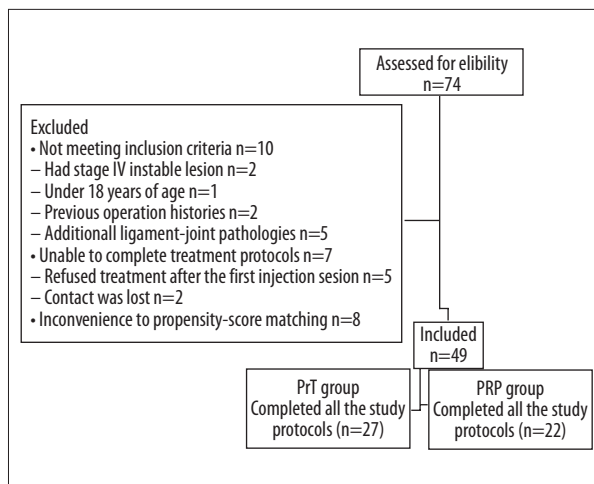 Assessed for elibility
n=74
Excluded
• Not meeting inclusion criteria n=10
– Had stage IV instable lesion n=2
– Under 18 years of age n=1
– Previous operation histories n=2
– Additionall ligament-joint pathologies n=5
• Unable to complete treatment protocols n=7
– Refused treatment after the first injection sesion n=5
– Contact was lost n=2
• Inconvenience to propensity-score matching n=8
Included
n=49
PrT group
Completed all the study
protocols (n=27)
PRP group
Completed all the study
protocols (n=22)